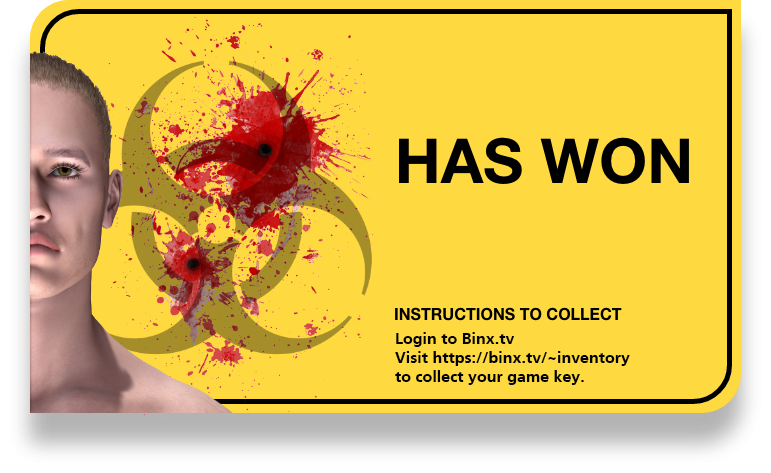 HAS WON
INSTRUCTIONS TO COLLECT
Login to Binx.tv
Visit https://binx.tv/~inventory
to collect your game key.